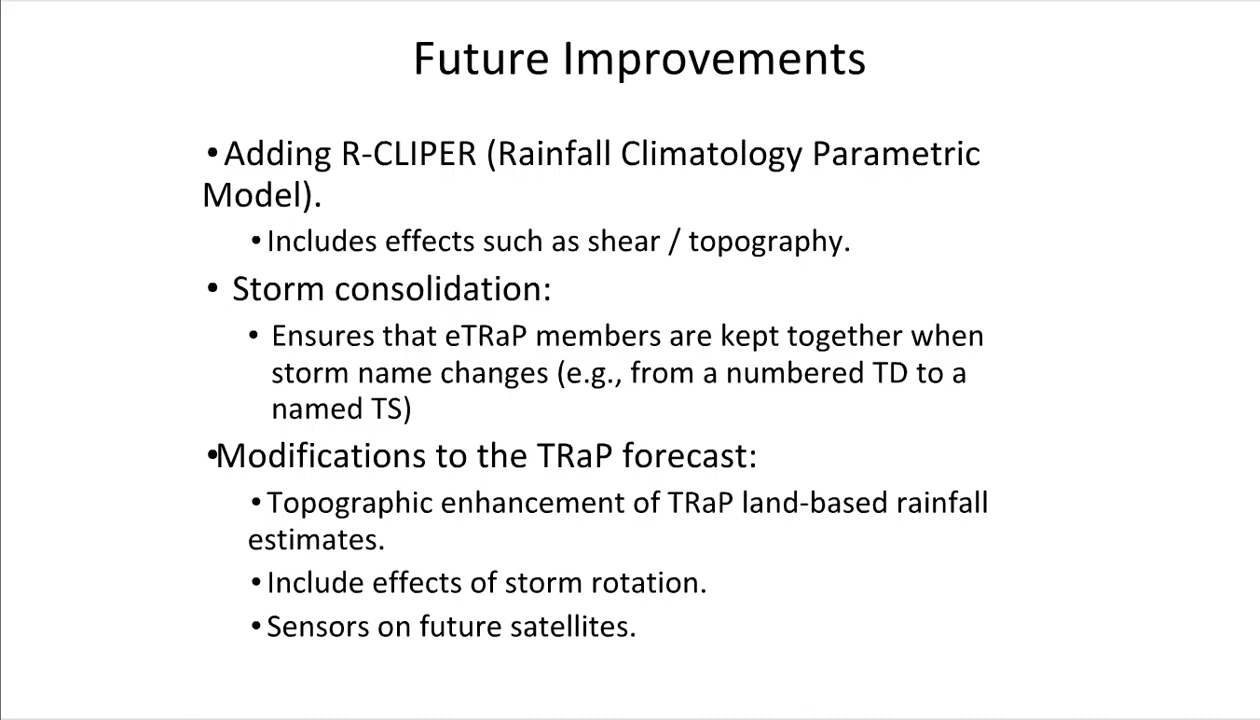 Future Improvements
•Adding R-CLIPER (Rainfall Climatology Parametric
Model).
•Includes effects such as shear / topography.
• Storm consolidation:
• Ensures that eTRaP members are kept together when
storm name changes (e.g., from a numbered TD to a
named TS)
•Modifications to the TRaP forecast:
•Topographic enhancement of TRaP land-based rainfall
estimates.
•Include effects of storm rotation.
•Sensors on future satellites.